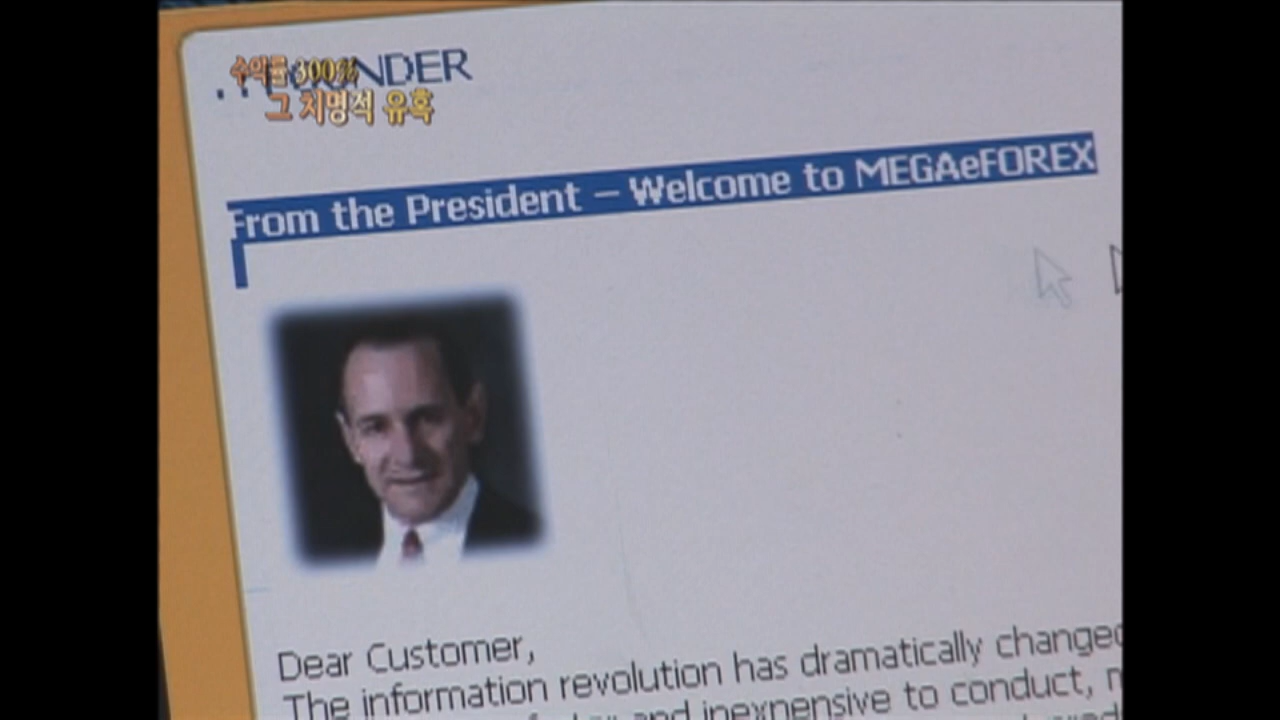 수익률 300%
그 치명적 유혹
From the President – Welcome to MEGAeFOREX
Dear Customer,
The information revolution has dramatically changed
and inexpensive to conduct,